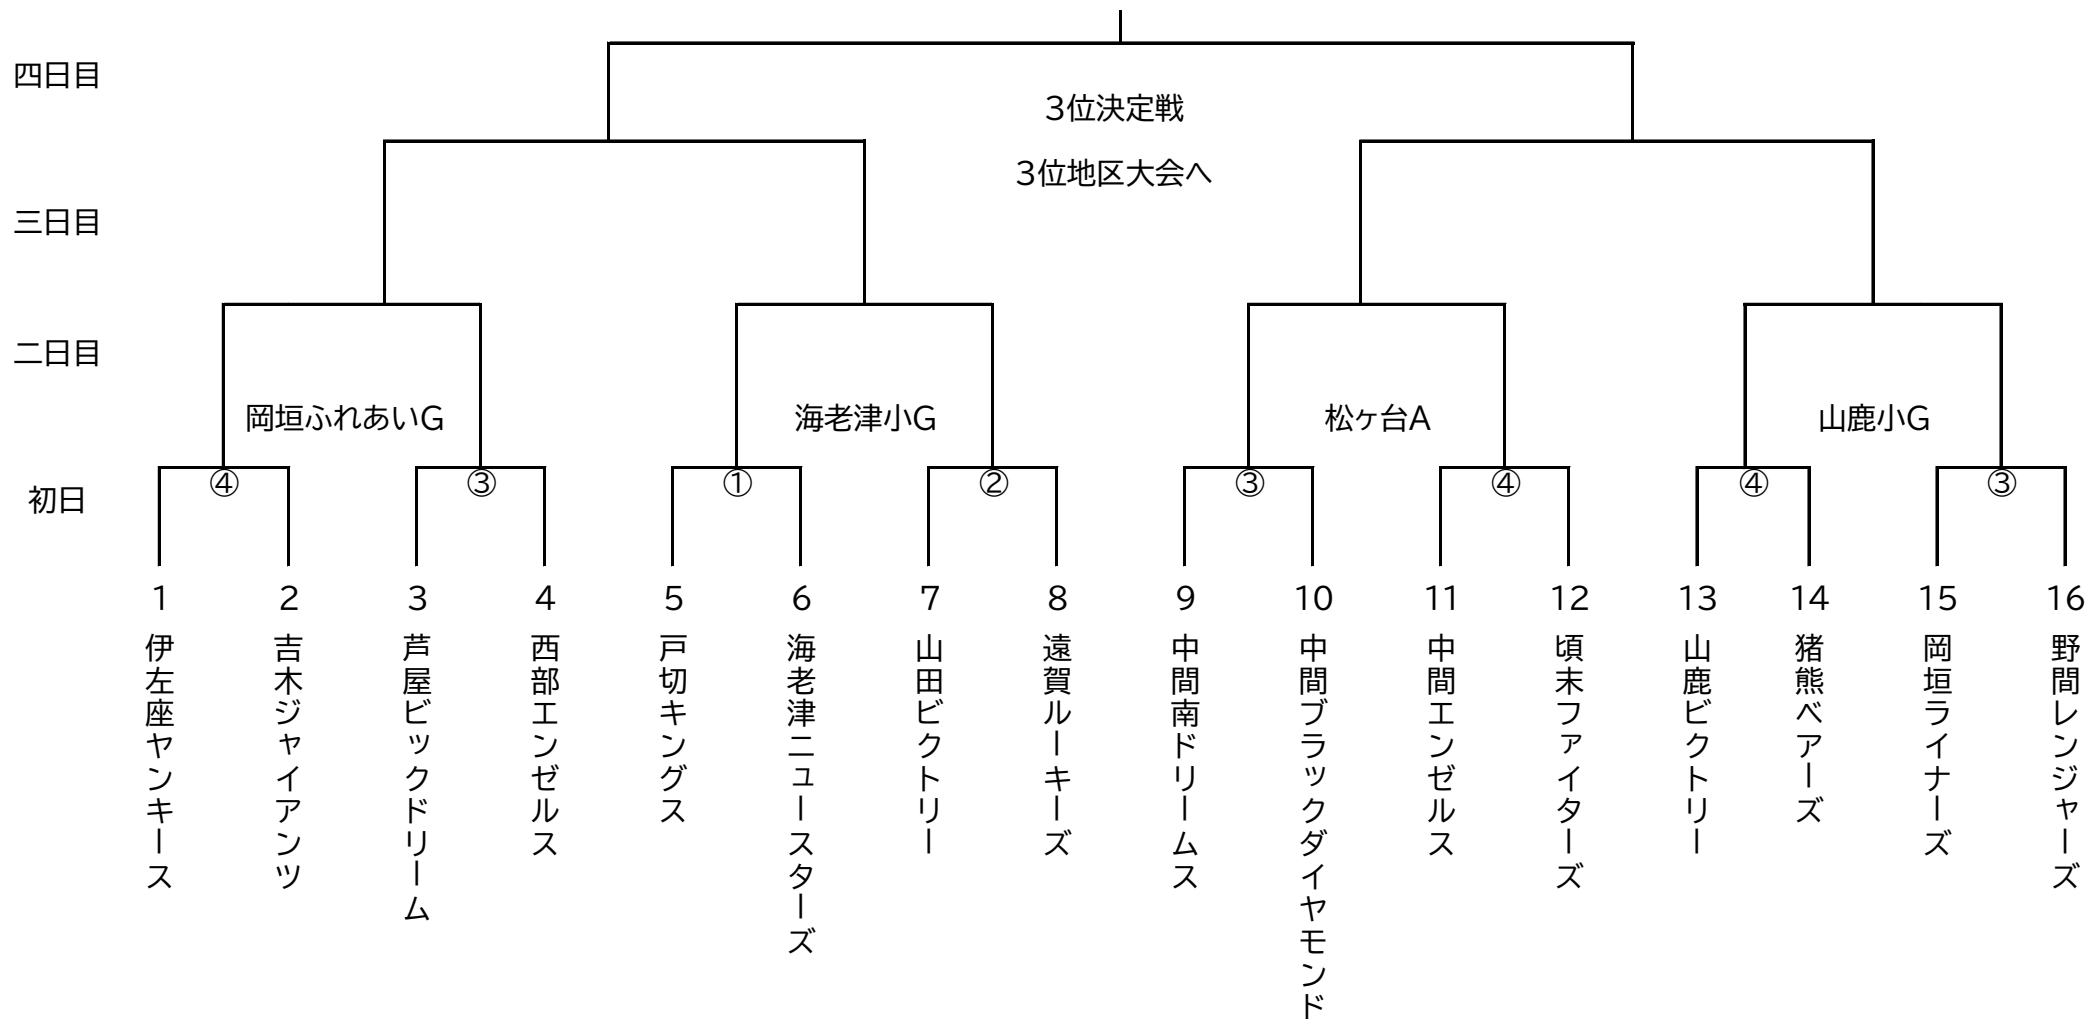 四日目
3位決定戦
3位地区大会へ
三日目
二日目
岡垣ふれあいG
海老津小G
松ヶ台A
山鹿小G
初日
④
③
①
②
③
④
④
③
1
2
3
4
5
6
7
8
9
10
11
12
13
14
15
16
伊左座ヤンキース
吉木ジャイアンツ
芦屋ビックドリーム
西部エンゼルス
戸切キングス
海老津ニュースターズ
山田ビクトリー
遠賀ルーキーズ
中間南ドリームス
中間ブラックダイヤモンド
中間エンゼルス
頃末ファイターズ
山鹿ビクトリー
猪熊べアーズ
岡垣ライナーズ
野間レンジャーズ